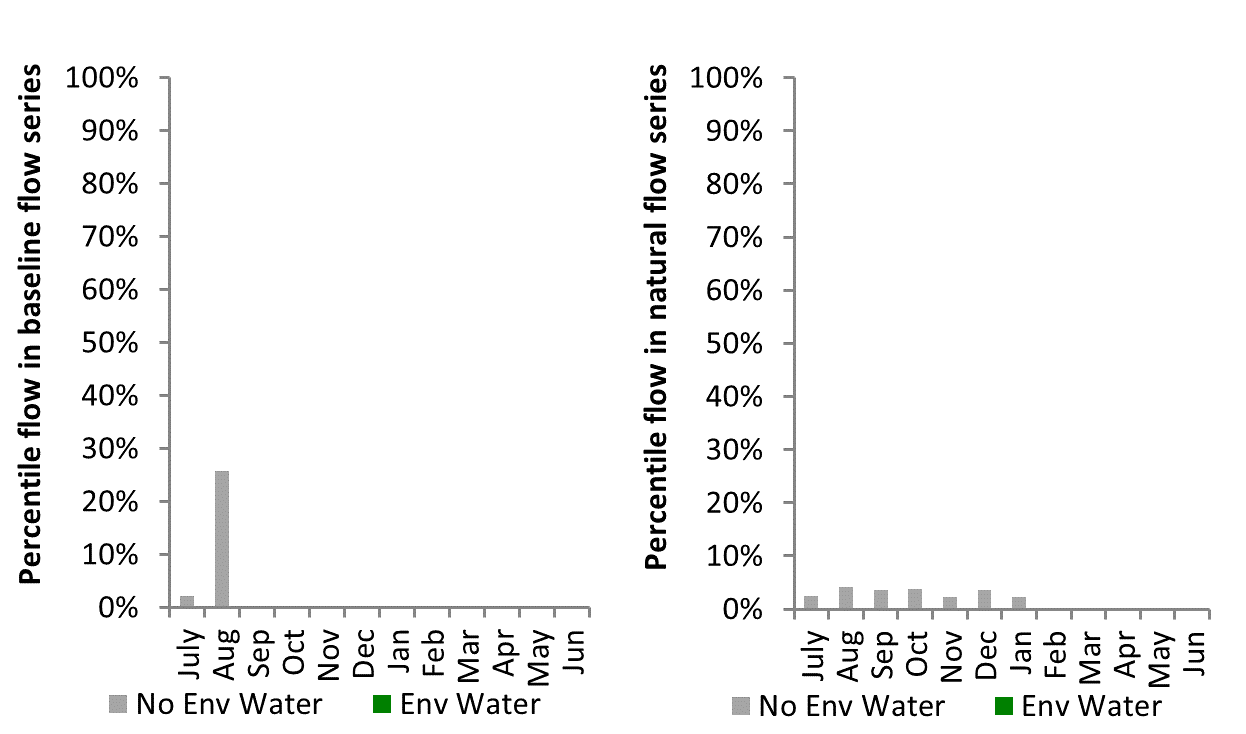 Percentile flow in baseline flow series
100%
90%
80%
70%
60%
50%
40%
30%
20%
10%
0%
July
Aug
Sep
Oct
Nov
Dec
Jan
Feb
Mar
Apr
May
Jun
No Env Water
Env Water
Percentile flow in natural flow series
100%
90%
80%
70%
60%
50%
40%
30%
20%
10%
0%
July
Aug
Sep
Oct
Nov
Dec
Jan
Feb
Mar
Apr
May
Jun
No Env Water
Env Water